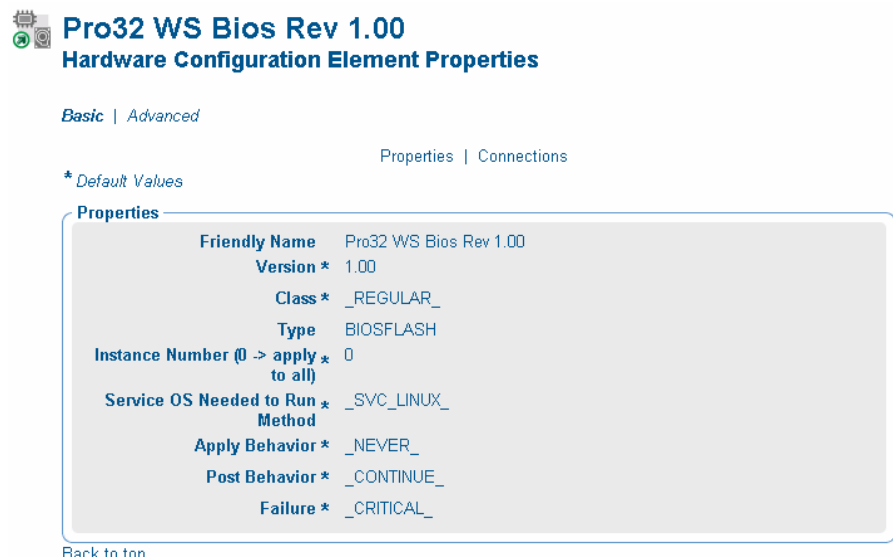 Pro32 WS Bios Rev 1.00
Hardware Configuration Element Properties
Basic | Advanced
Properties | Connections
* Default Values
Properties
Friendly Name Pro32 WS Bios Rev 1.00
Version * 1.00
Class * _REGULAR_
Type BIOSFLASH
Instance Number (0 -> apply * 0
to all)
Service OS Needed to Run * _SVC_LINUX_
Method
Apply Behavior * _NEVER_
Post Behavior * _CONTINUE_
Failure * _CRITICAL_
Back to top